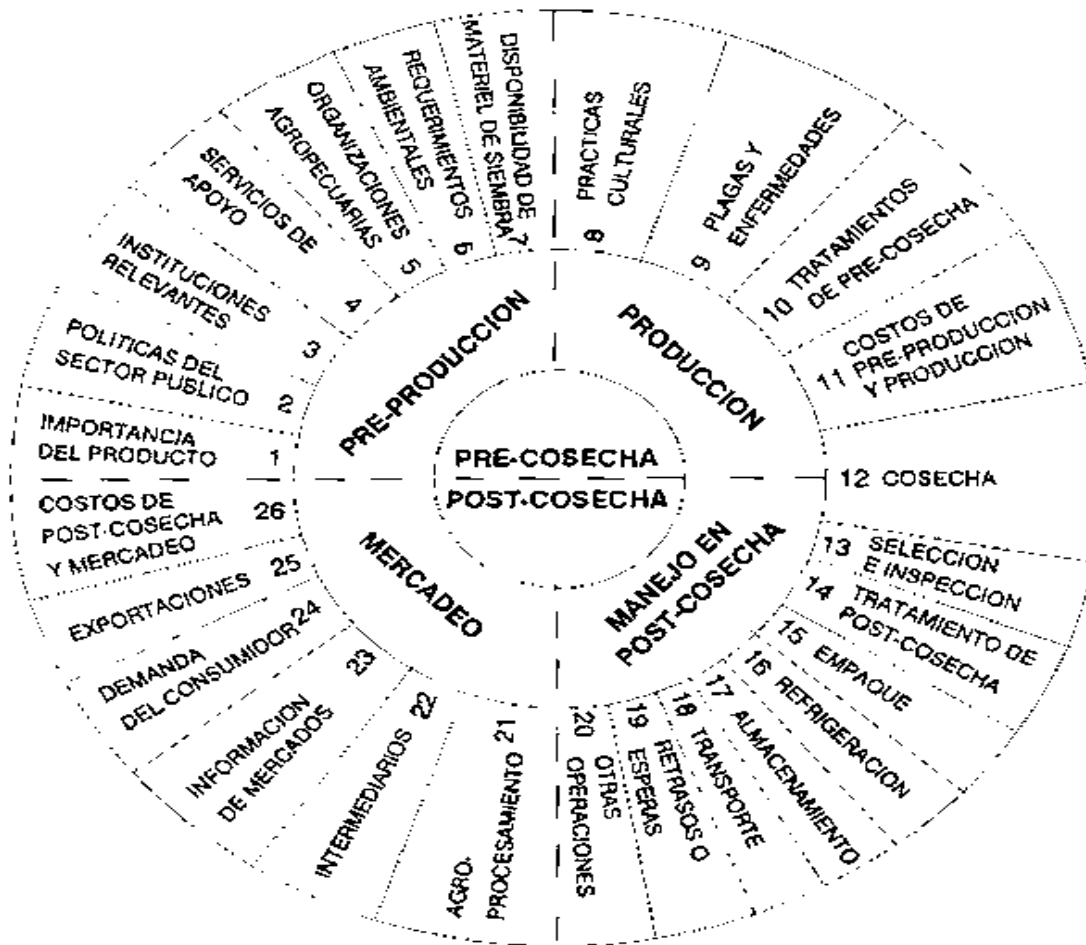 PRE-COSECHA
POST-COSECHA
PRE-PRODUCCION
PRODUCCION
MANEJO EN
POST-COSECHA
MERCADEO
IMPORTANCIA
DEL PRODUCTO 1
POLITICAS DEL
SECTOR PUBLICO 2
INSTITUCIONES
RELEVANTES 3
SERVICIOS DE
APOYO 4
ORGANIZACIONES
AGROPECUARIAS 5
REQUERIMIENTOS
AMBIENTALES 6
DISPONIBILIDAD DE
MATERIEL DE SIEMBRA 7
8 PRACTICAS
CULTURALES
9 PLAGAS Y
ENFERMEDADES
10 TRATAMIENTOS
DE PRE-COSECHA
11 COSTOS DE
PRE-PRODUCCION
Y PRODUCCION
12 COSECHA
13 SELECCION
E INSPECCION
14 TRATAMIENTO DE
POST-COSECHA
15 EMPAQUE
16 REFRIGERACION
17 ALMACENAMIENTO
18 TRANSPORTE
19 RETRASOS O
ESPERAS
20 OTRAS
OPERACIONES
AGRO.
PROCESAMIENTO 21
INTERMEDIARIOS 22
INFORMACION
DE MERCADOS 23
DEMANDA
DEL CONSUMIDOR 24
EXPORTACIONES 25
COSTOS DE
POST-COSECHA 26
Y MERCADEO